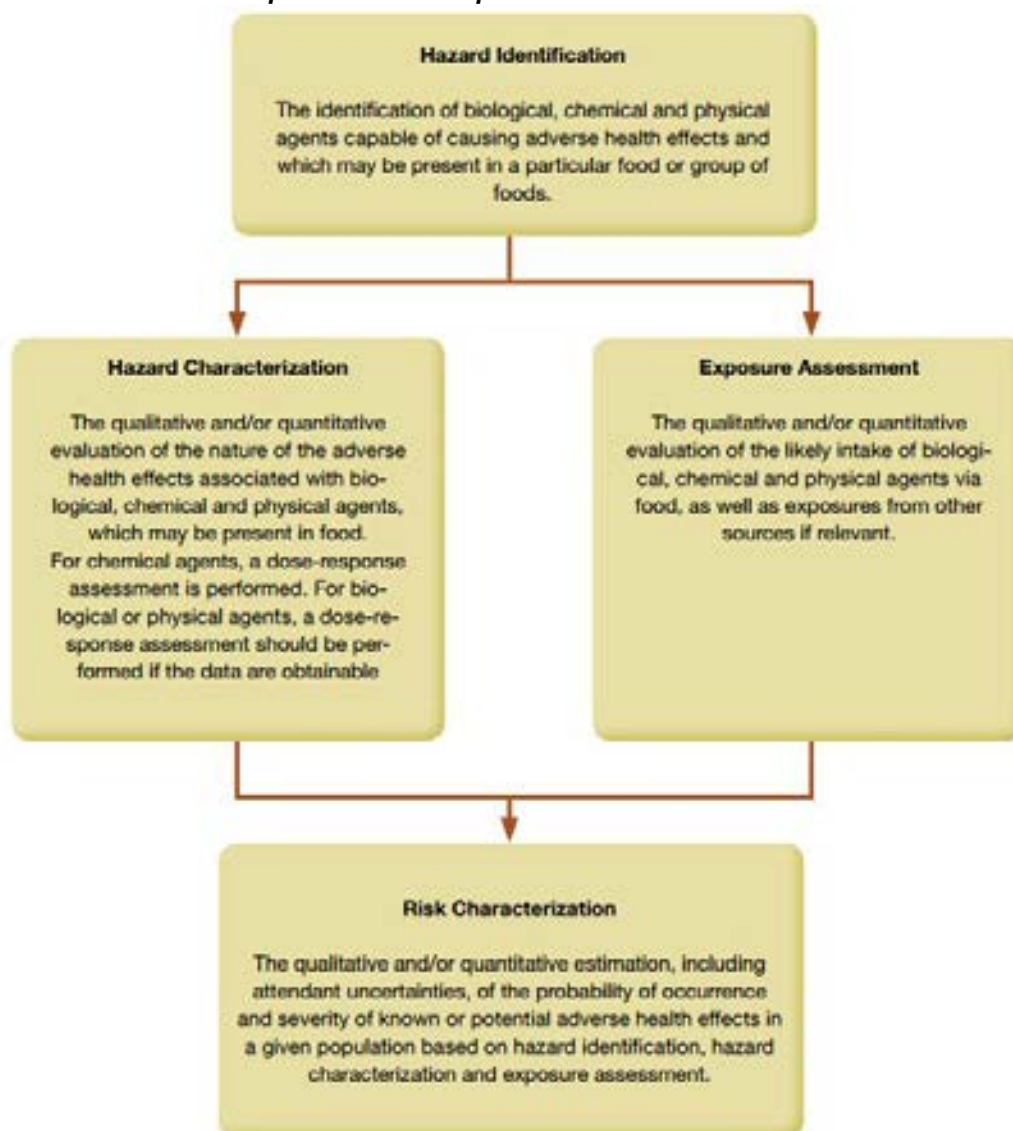 Hazard Identification
The identification of biological, chemical and physical
agents capable of causing adverse health effects and
which may be present in a particular food or group of
foods.
Hazard Characterization
The qualitative and/or quantitative
evaluation of the nature of the adverse
health effects associated with bio-
logical, chemical and physical agents,
which may be present in food.
For chemical agents, a dose-response
assessment is performed. For bio-
logical or physical agents, a dose-re-
sponse assessment should be per-
formed if the data are obtainable
Exposure Assessment
The qualitative and/or quantitative
evaluation of the likely intake of biologi-
cal, chemical and physical agents via
food, as well as exposures from other
sources if relevant.
Risk Characterization
The qualitative and/or quantitative estimation, including
attendant uncertainties, of the probability of occurrence
and severity of known or potential adverse health effects in
a given population based on hazard identification, hazard
characterization and exposure assessment.